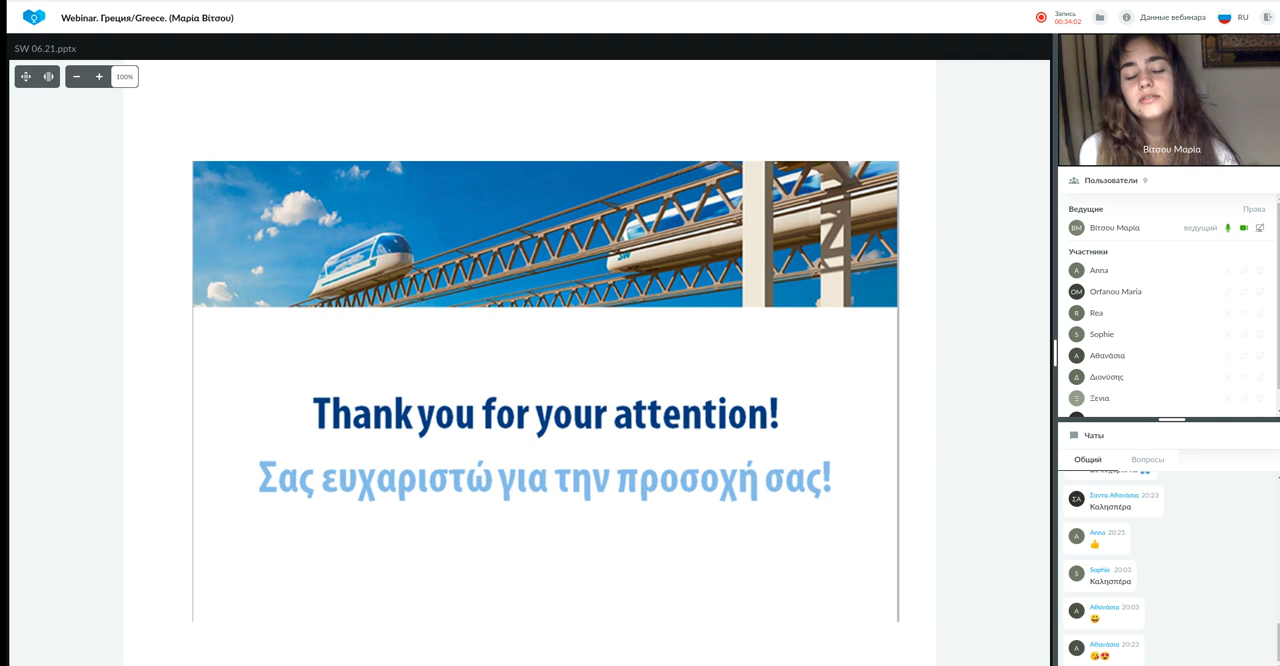 Webinar. Греция/Greece. (Μαρία Βίτσου)
Запись
00:34:02
Данные вебинара
RU
SW 06.21.pptx
100%
SW
Thank you for your attention!
Σας ευχαριστώ για την προσοχή σας!
Βίτσου Μαρία
Пользователи 9
Ведущие
Права
ΒΜ Βίτσου Μαρία ведущий
Участники
A Anna
OM Orfanou Maria
R Rea
S Sophie
Α Αθανάσια
Δ Διονύσης
Ξ Ξενια
Чаты
Общий
Вопросы
ΣΑ Σαντα Αθανάσια 20:23
Καλησπέρα
A Anna 20:25
👍
S Sophie 20:03
Καλησπέρα
Α Αθανάσια 20:03
😀
Α Αθανάσια 20:23
😘😍